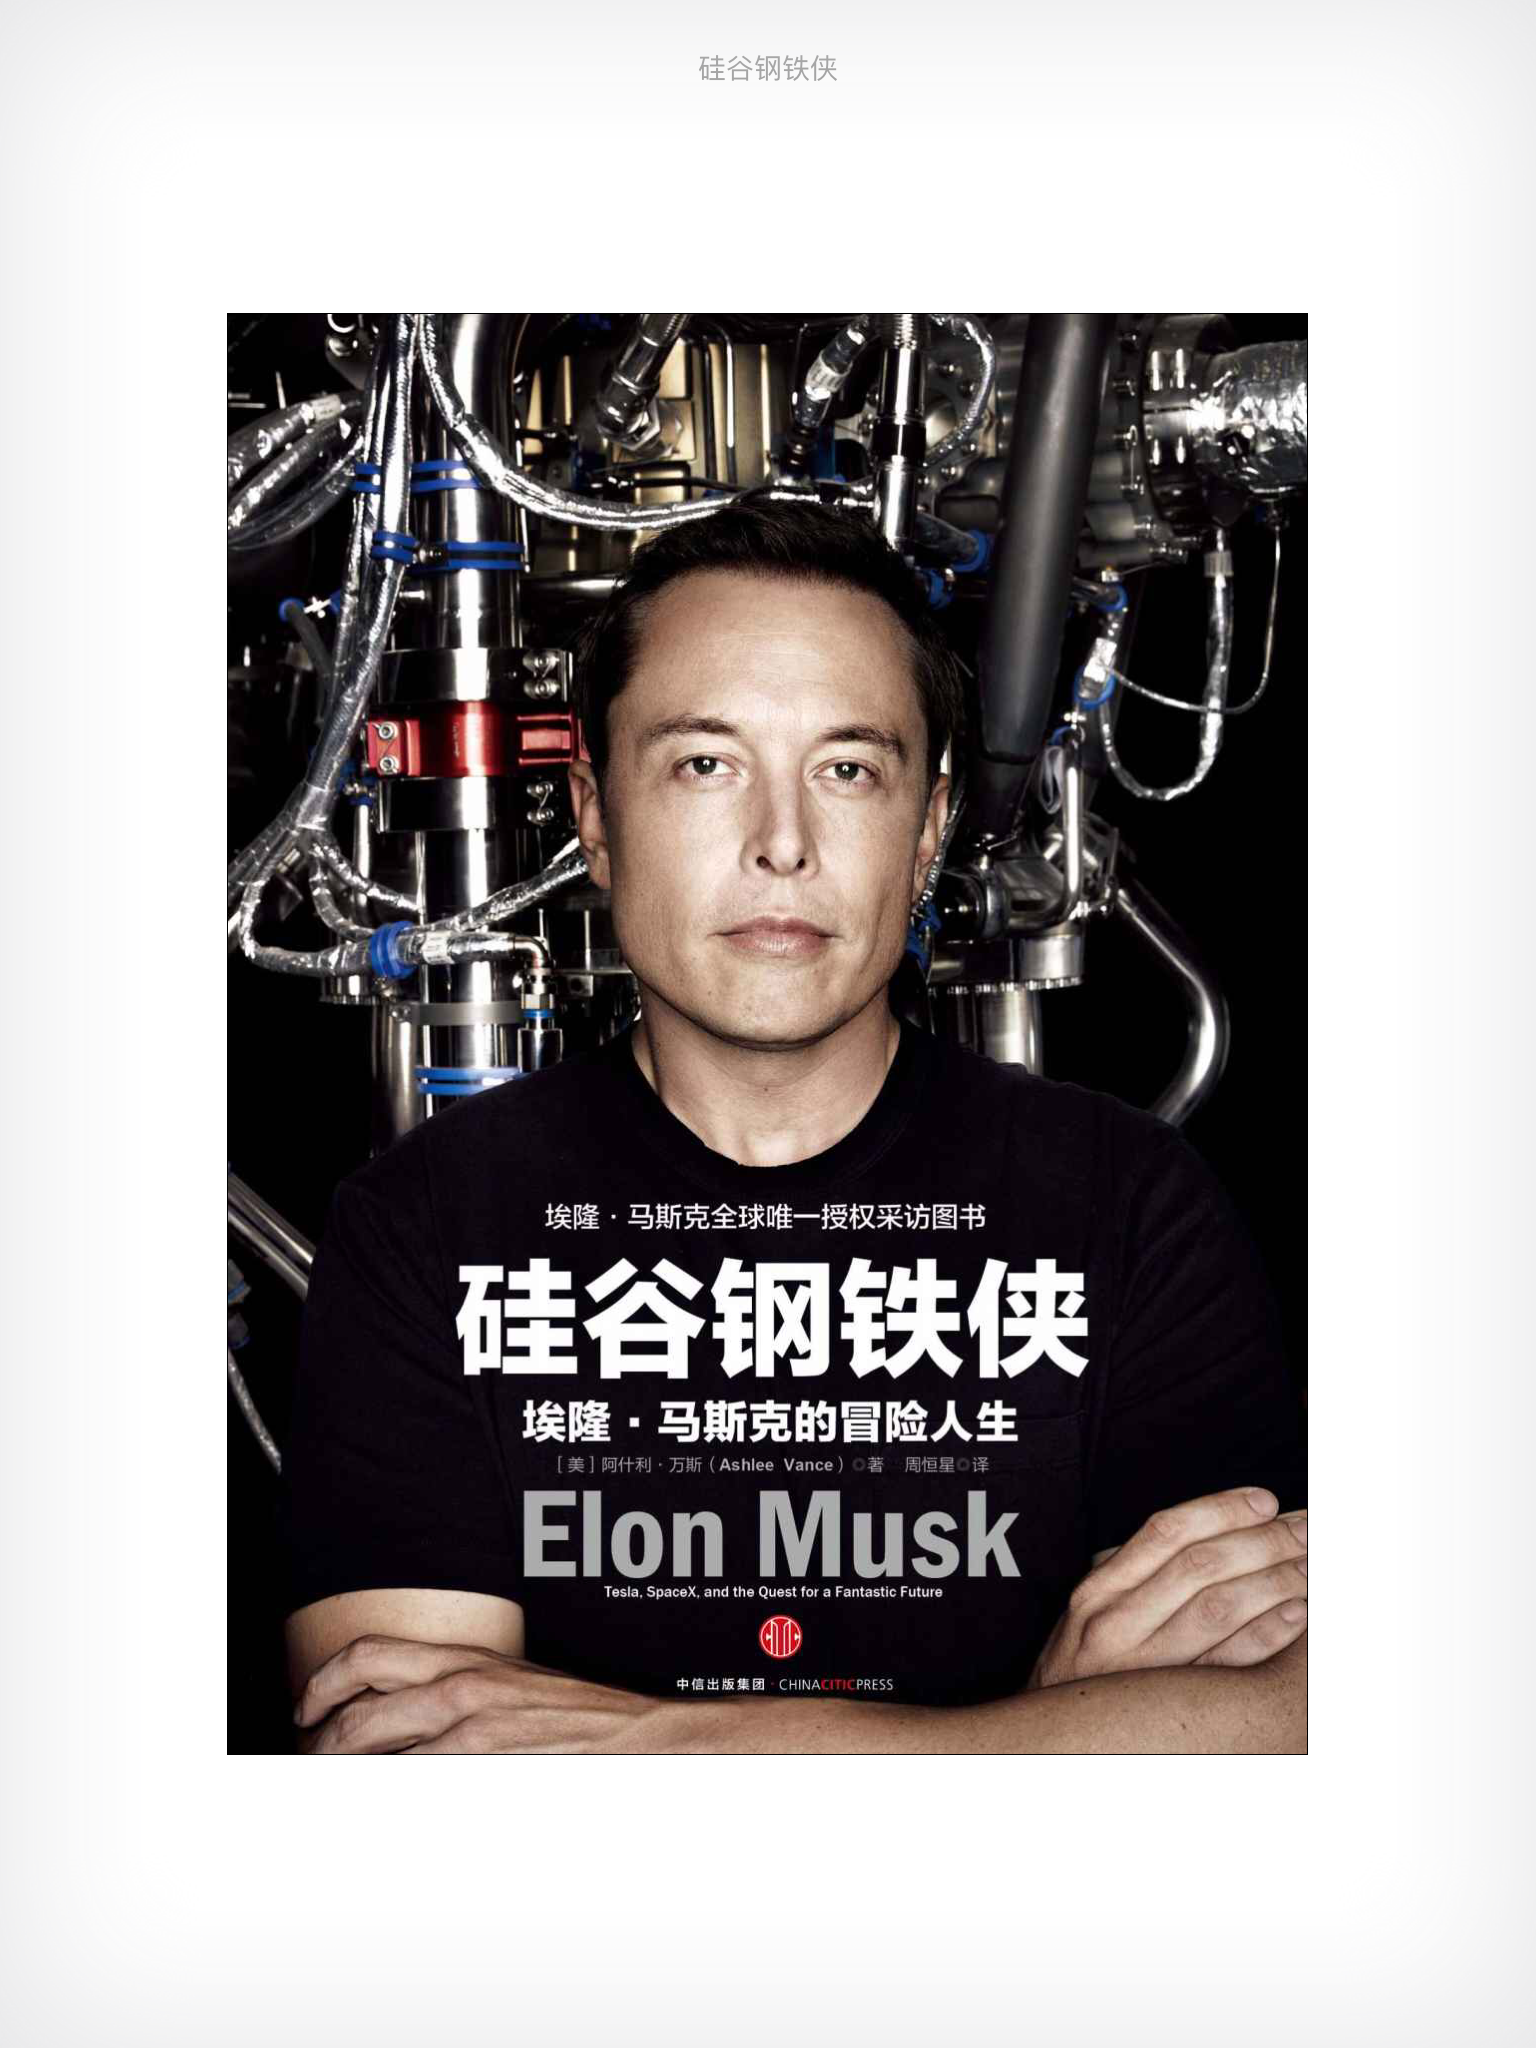 硅谷钢铁侠
埃隆·马斯克全球唯一授权采访图书
硅谷钢铁侠
埃隆·马斯克的冒险人生
[美]阿什利·万斯(Ashlee Vance)◎著 周恒星◎译
Elon Musk
Tesla, SpaceX, and the Quest for a Fantastic Future
中信出版集团·CHINACITICPRESS